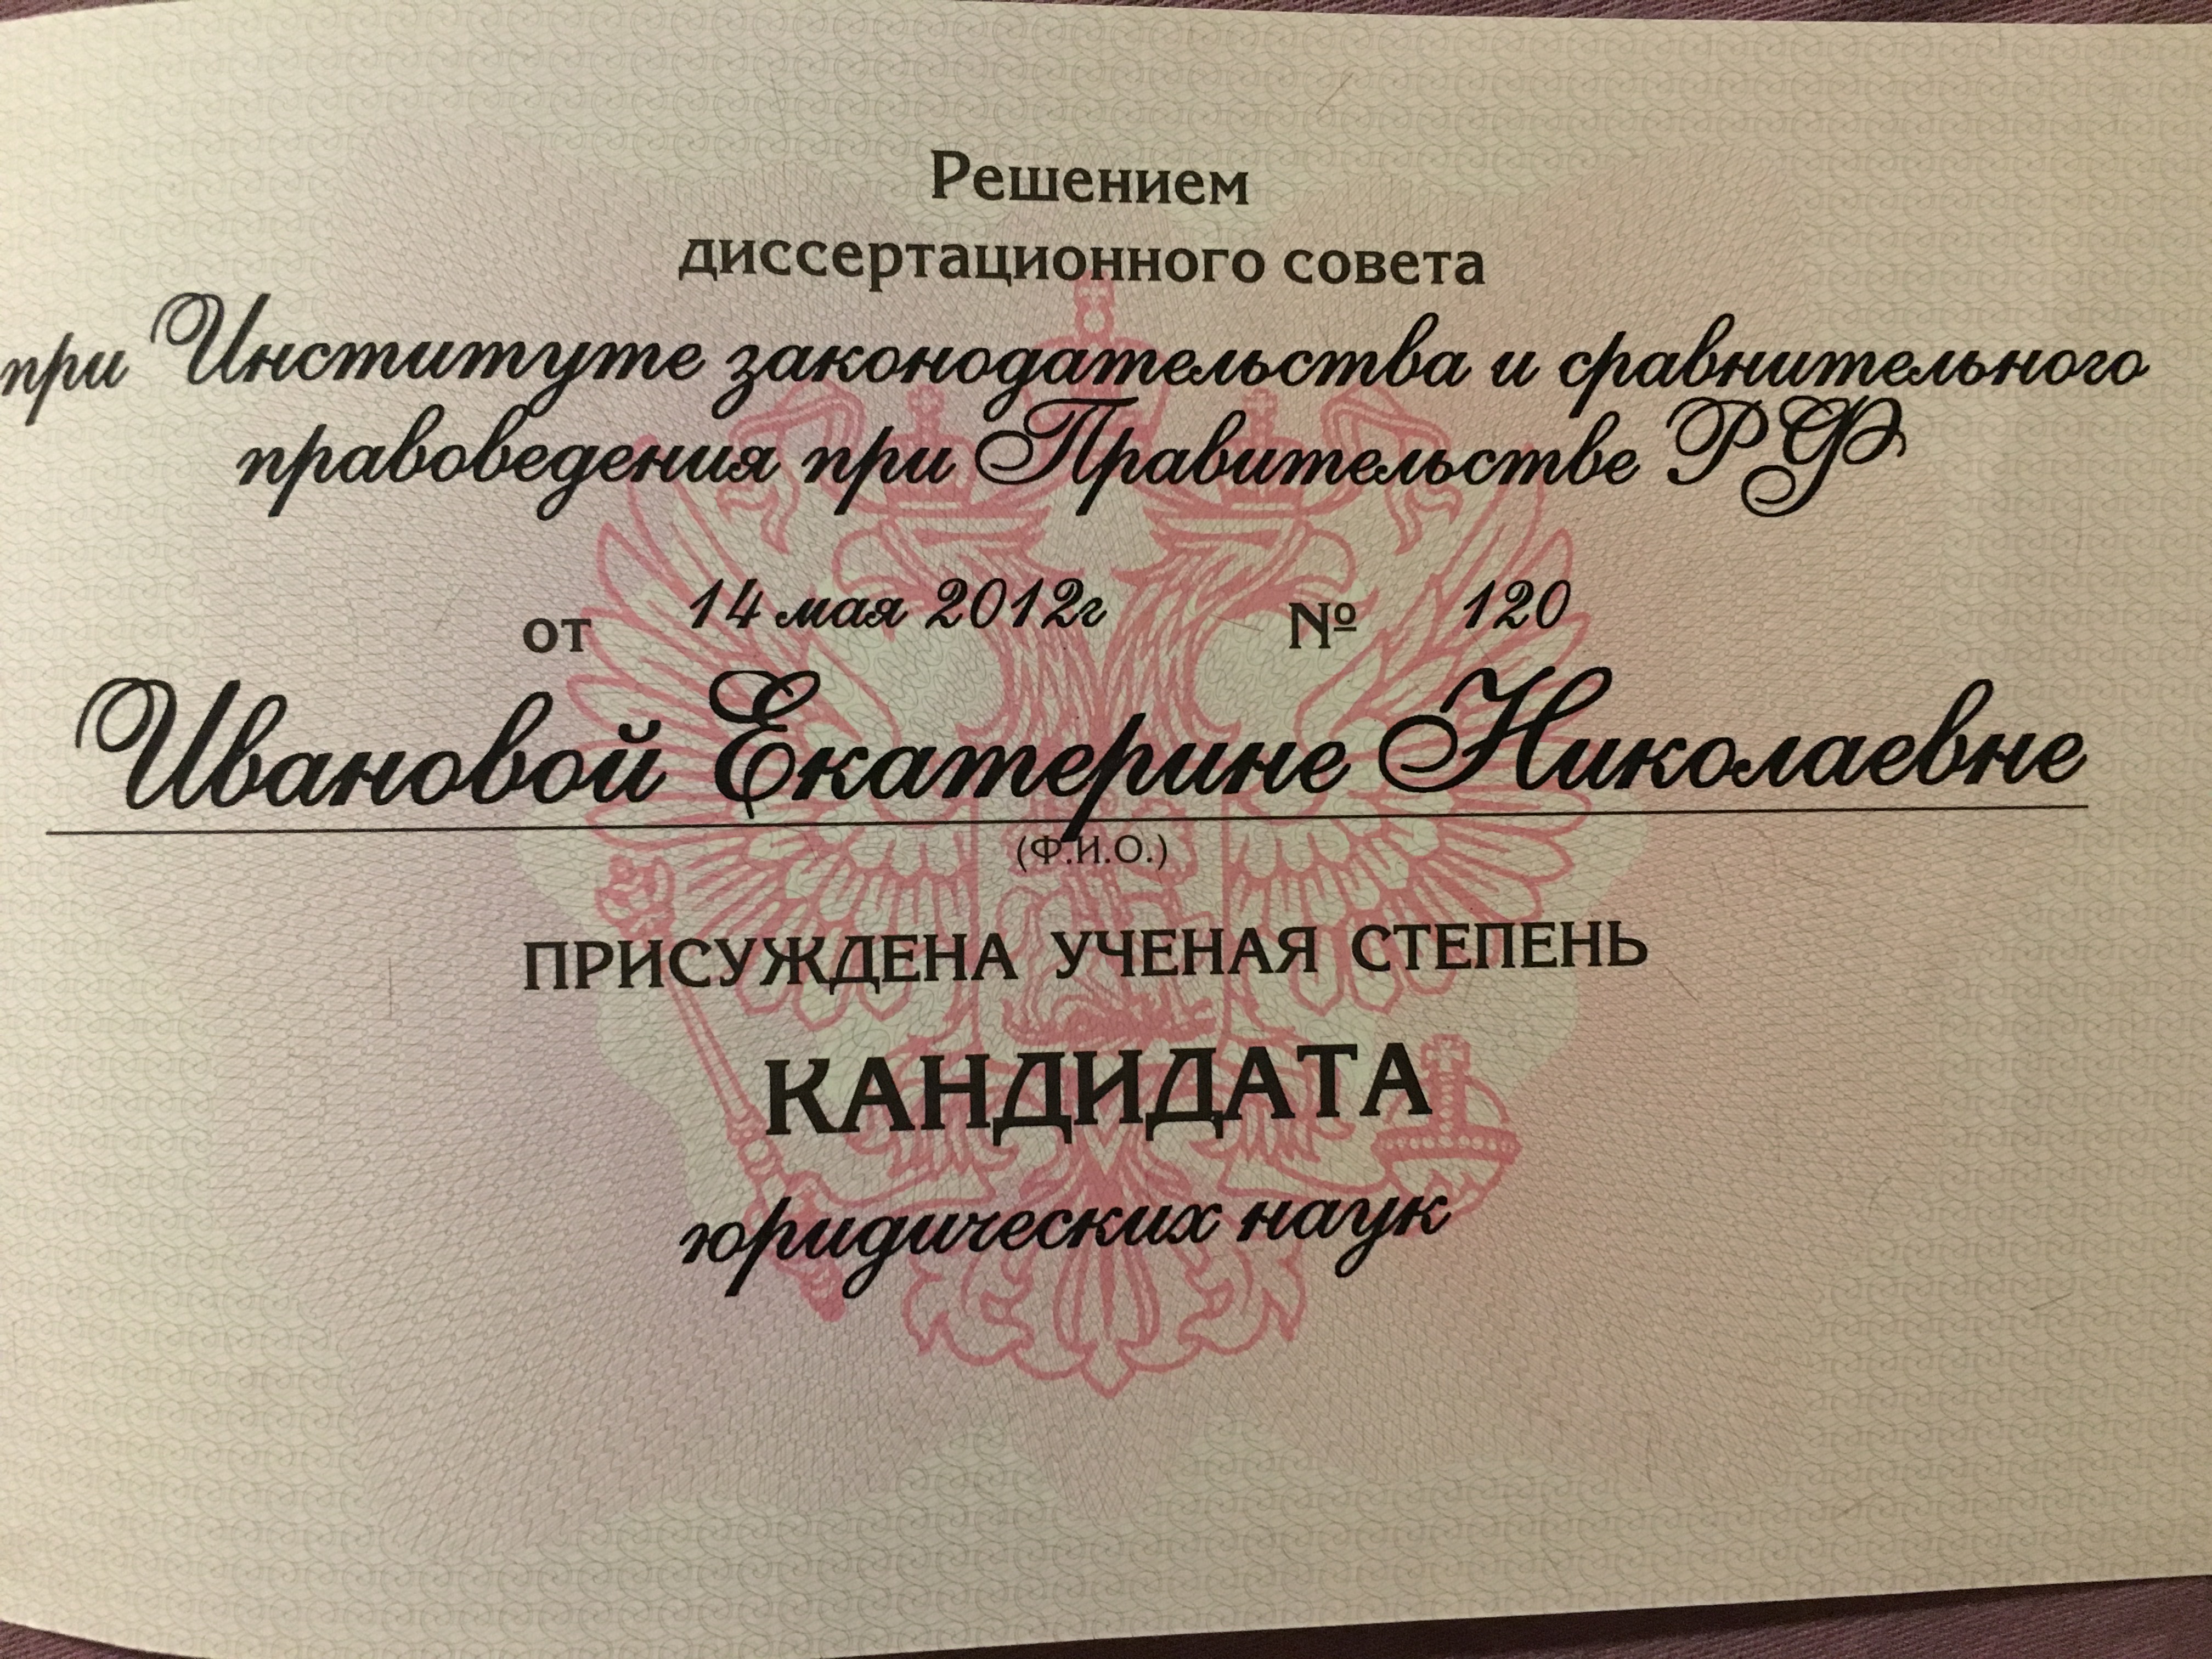 Решением
диссертационного совета
при Институте законодательства и сравнительного
правоведения при Правительстве РФ
от 14 мая 2012г № 120
Ивановой Екатерине Николаевне
(Ф.И.О.)
ПРИСУЖДЕНА УЧЕНАЯ СТЕПЕНЬ
КАНДИДАТА
юридических наук